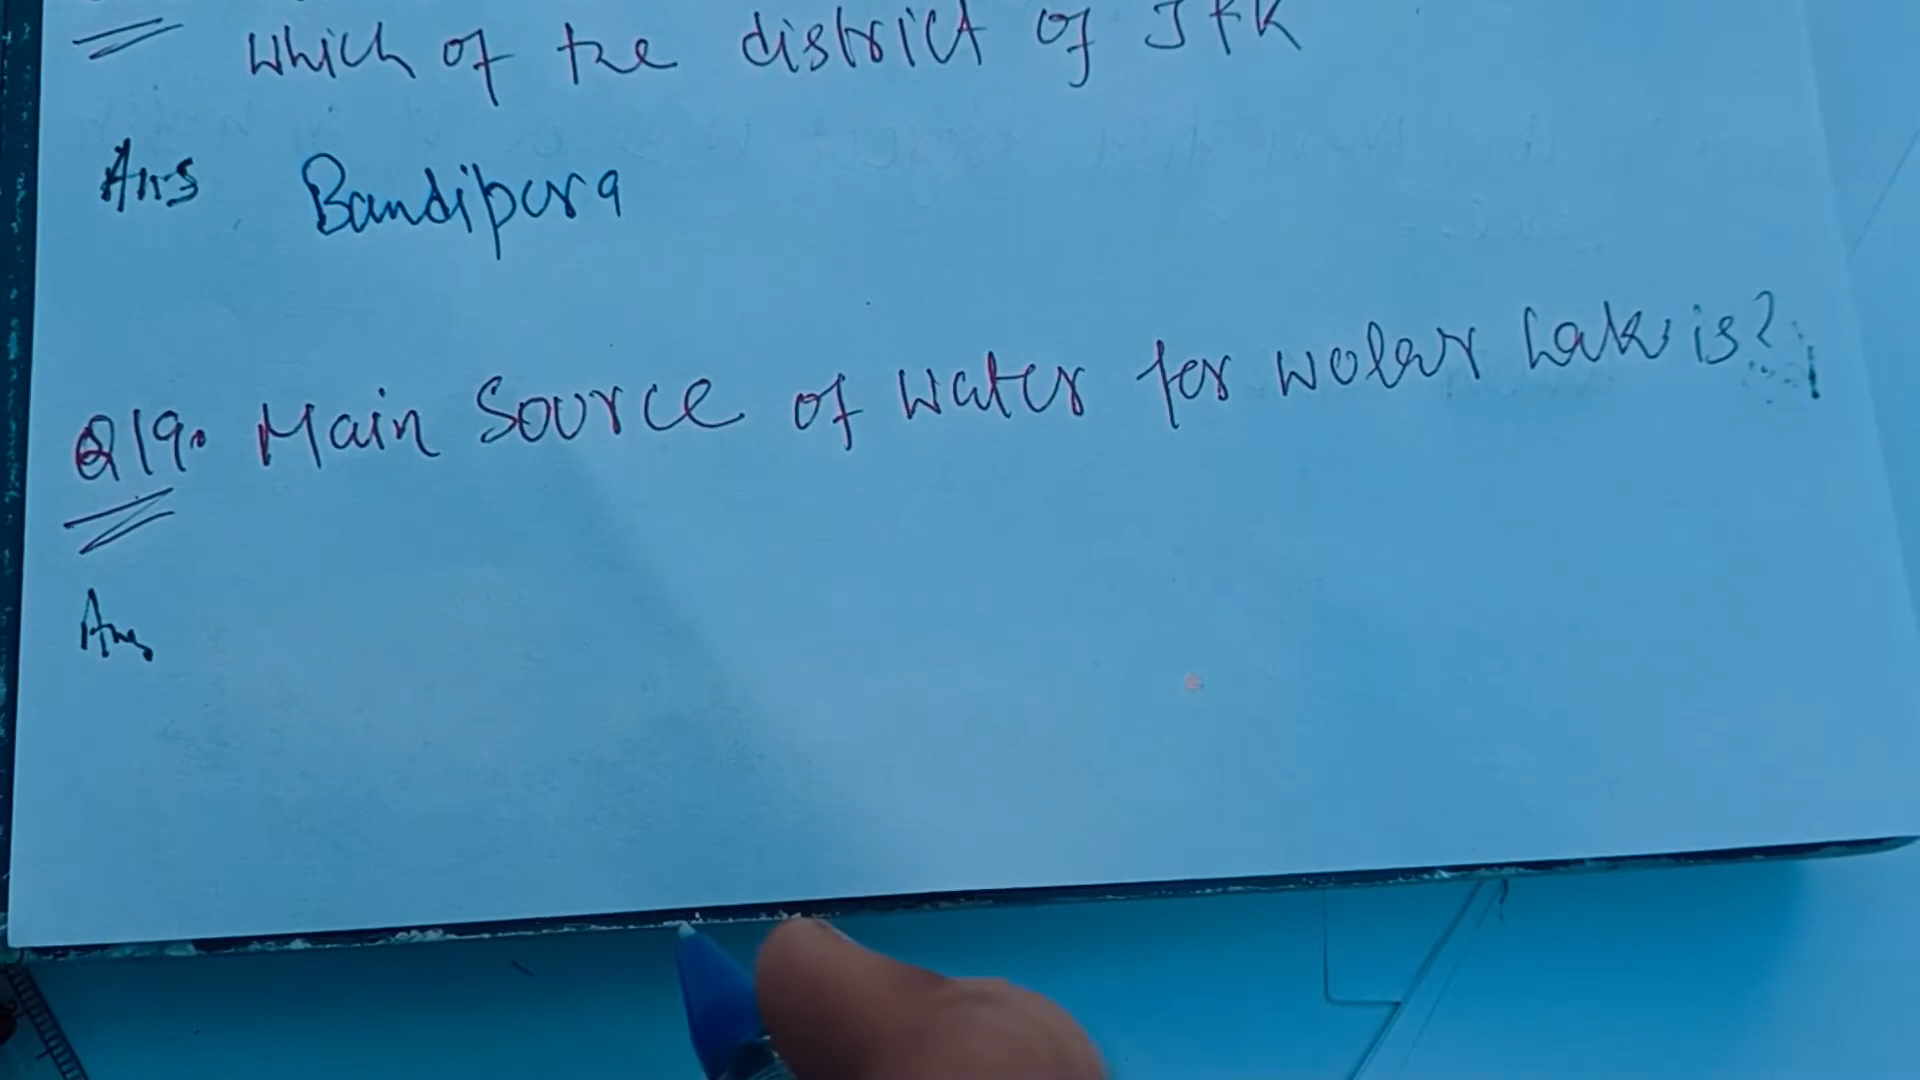 which of the district of J&K
Ans Bandipura
Q19. Main Source of water for wolar Lake is?
Ans